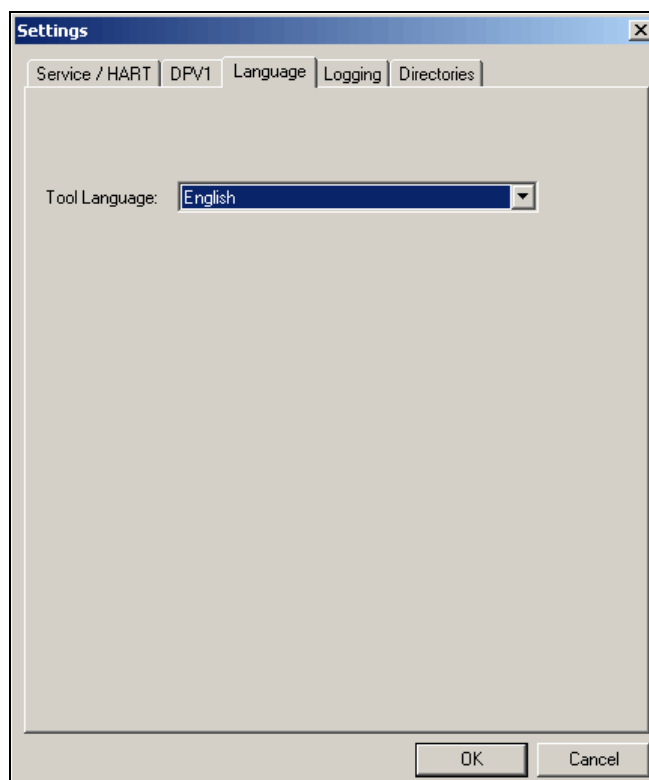 Settings
Service / HART DPV1 Language Logging Directories
Tool Language: English
OK Cancel